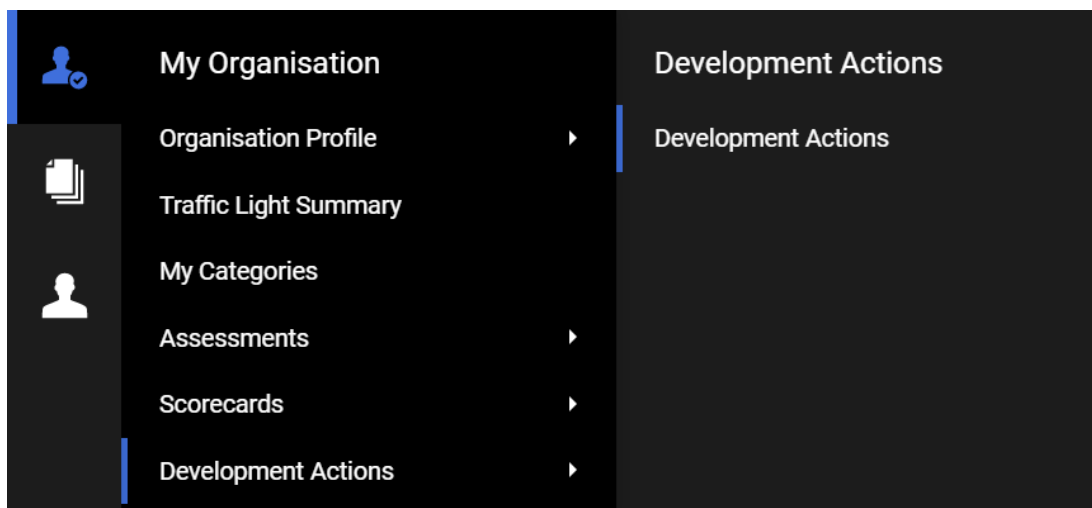 My Organisation
Organisation Profile
Traffic Light Summary
My Categories
Assessments
Scorecards
Development Actions
Development Actions
Development Actions